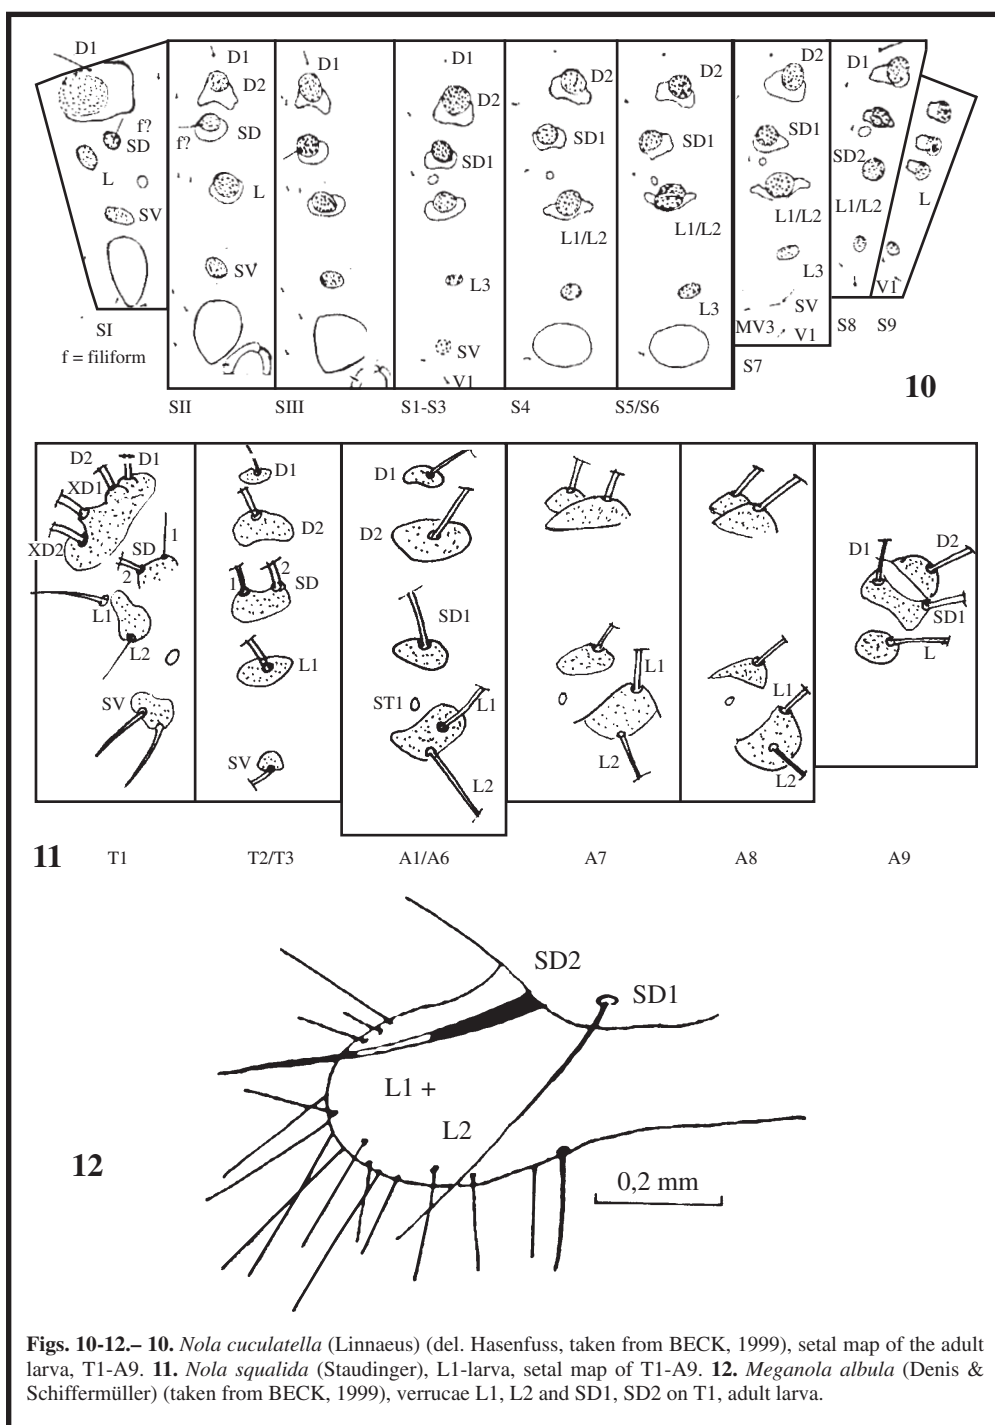 D1
f?
SD
L
SV
SI
f = filiform
D1
D2
SD
f?
L
SV
SII
D1
SIII
D1
D2
SD1
L3
SV
V1
S1-S3
D2
SD1
L1/L2
S4
D2
SD1
L1/L2
L3
S5/S6
D2
SD1
L1/L2
L3
SV
MV3
V1
S7
D1
SD2
L1/L2
S8
L
V1
S9
10
D2
D1
XD1
XD2
SD
1
2
L1
L2
SV
T1
D1
D2
1
2
SD
L1
SV
T2/T3
D1
D2
SD1
ST1
L1
L2
A1/A6
L1
L2
A7
L1
L2
A8
D1
D2
SD1
L
A9
11
SD2
SD1
L1 +
L2
12
0,2 mm
Figs. 10-12.– 10. Nola cuculatella (Linnaeus) (del. Hasenfuss, taken from BECK, 1999), setal map of the adult
larva, T1-A9. 11. Nola squalida (Staudinger), L1-larva, setal map of T1-A9. 12. Meganola albula (Denis &
Schiffermüller) (taken from BECK, 1999), verrucae L1, L2 and SD1, SD2 on T1, adult larva.